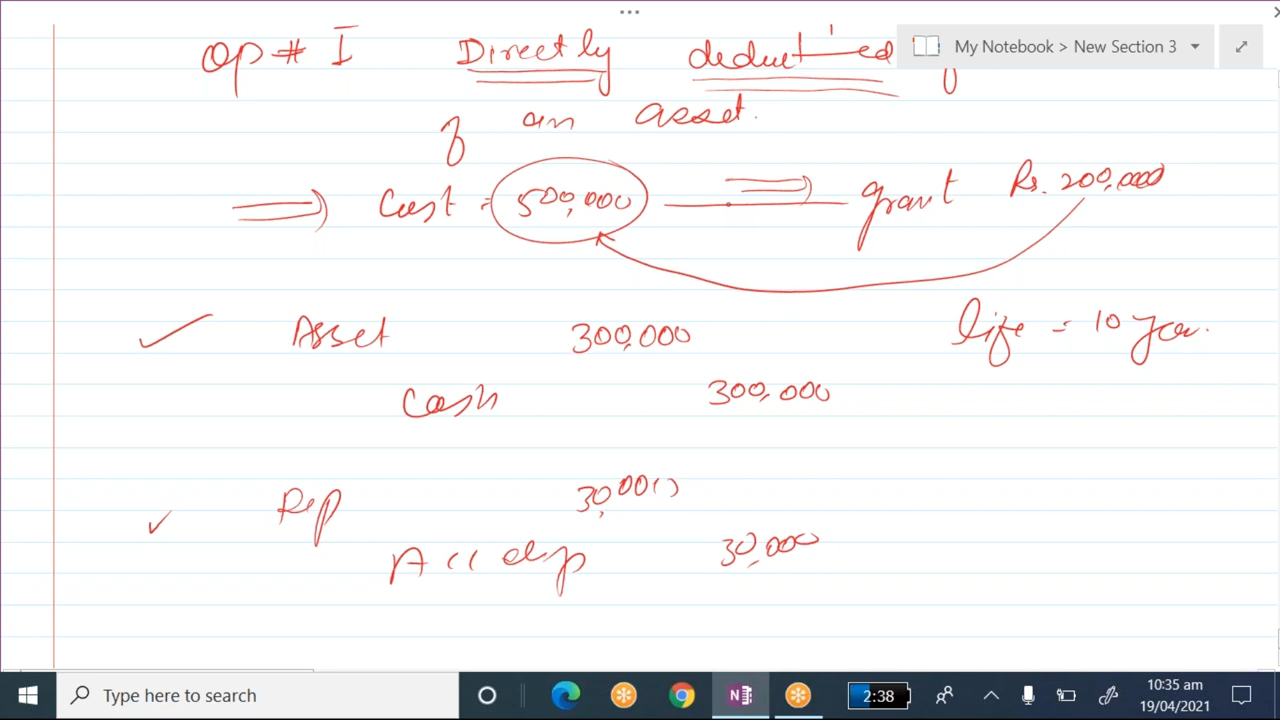 ...
My Notebook > New Section 3
op # I Directly deducted
of an asset.
⇒ Cost = 500,000 ⇒ grant Rs. 200,000
✓ Asset 300,000 life = 10 year.
Cash 300,000
✓ Dep 30,000
Acc dep 30,000
Type here to search
2:38
N
10:35 am
19/04/2021